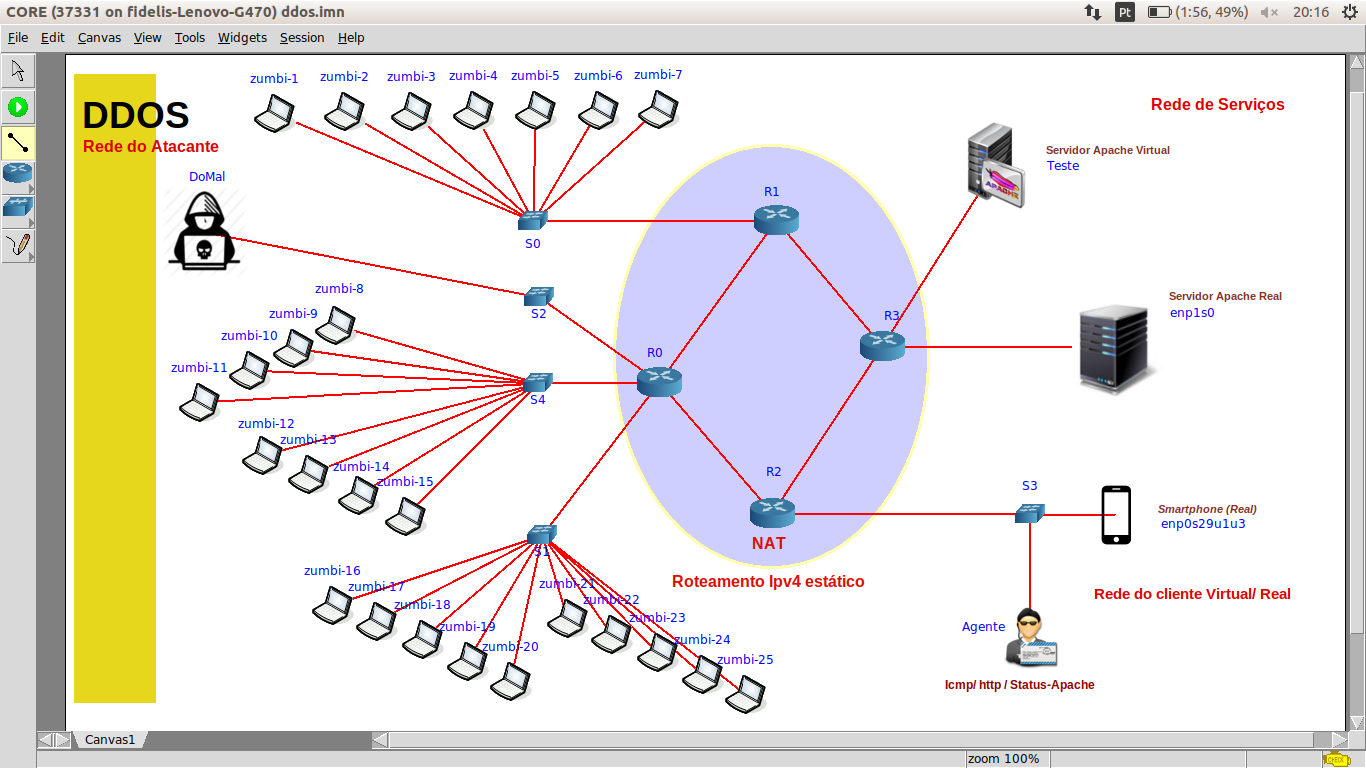 CORE (37331 on fidelis-Lenovo-G470) ddos.imn
Pt
(1:56, 49%)
20:16
File Edit Canvas View Tools Widgets Session Help
zumbi-1
zumbi-2
zumbi-3
zumbi-4
zumbi-5
zumbi-6
zumbi-7
DDOS
Rede do Atacante
DoMal
Rede de Serviços
Servidor Apache Virtual
Teste
APACHE
R1
S0
S2
zumbi-8
zumbi-9
zumbi-10
zumbi-11
Servidor Apache Real
enp1s0
R3
R0
S4
zumbi-12
zumbi-13
zumbi-14
zumbi-15
R2
NAT
S3
Smartphone (Real)
enp0s29u1u3
S1
zumbi-16
zumbi-17
zumbi-18
zumbi-19
zumbi-20
zumbi-21
zumbi-22
zumbi-23
zumbi-24
zumbi-25
Roteamento Ipv4 estático
Rede do cliente Virtual/ Real
Agente
Icmp/ http / Status-Apache
Canvas1
zoom 100%
CHECK